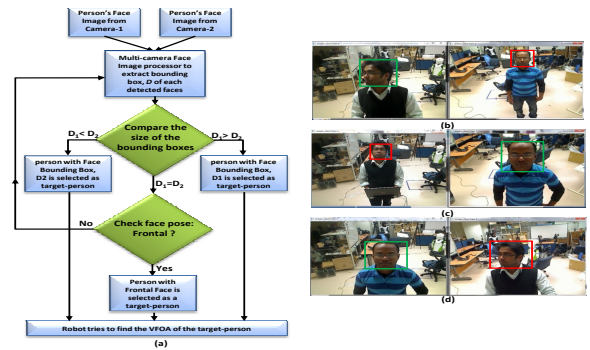 Person's Face
Image from
Camera-1
Person's Face
Image from
Camera-2
Multi-camera Face
Image processor to
extract bounding
box, D of each
detected faces
D₁< D₂
Compare the
size of the
bounding boxes
D₁> D₂
person with Face
Bounding Box,
D2 is selected as
target-person
D₁=D₂
person with Face
Bounding Box,
D1 is selected as
target-person
No
Check face pose:
Frontal ?
Yes
Person with
Frontal Face is
selected as a
target-person
Robot tries to find the VFOA of the target-person
(a)
(b)
(c)
(d)